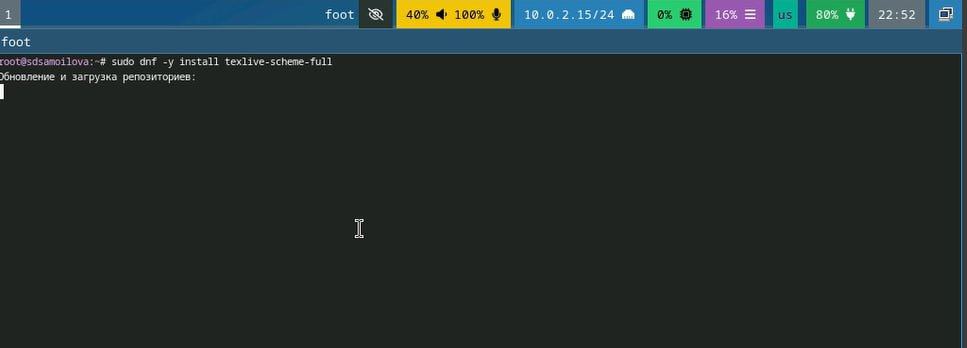 1
foot
40% 100%
10.0.2.15/24
0%
16%
us
80%
22:52
foot
root@sdsamoilova:~# sudo dnf -y install texlive-scheme-full
Обновление и загрузка репозиториев: